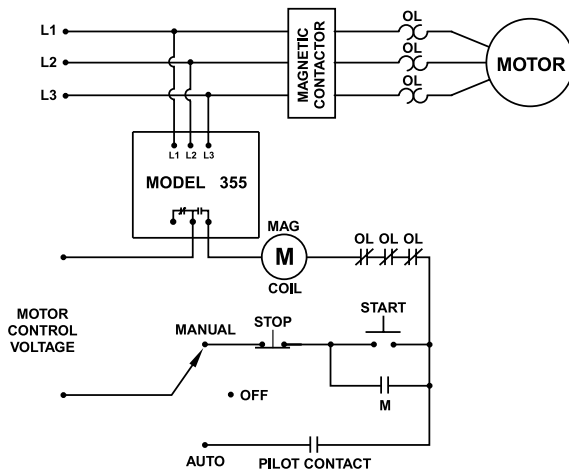 OL
L1
L2
OL
L3
OL
MAGNETIC
CONTACTOR
MOTOR
L1 L2 L3
MODEL 355
MAG
M
COIL
OL OL OL
MOTOR
CONTROL
VOLTAGE
MANUAL
STOP
START
M
OFF
AUTO
PILOT CONTACT